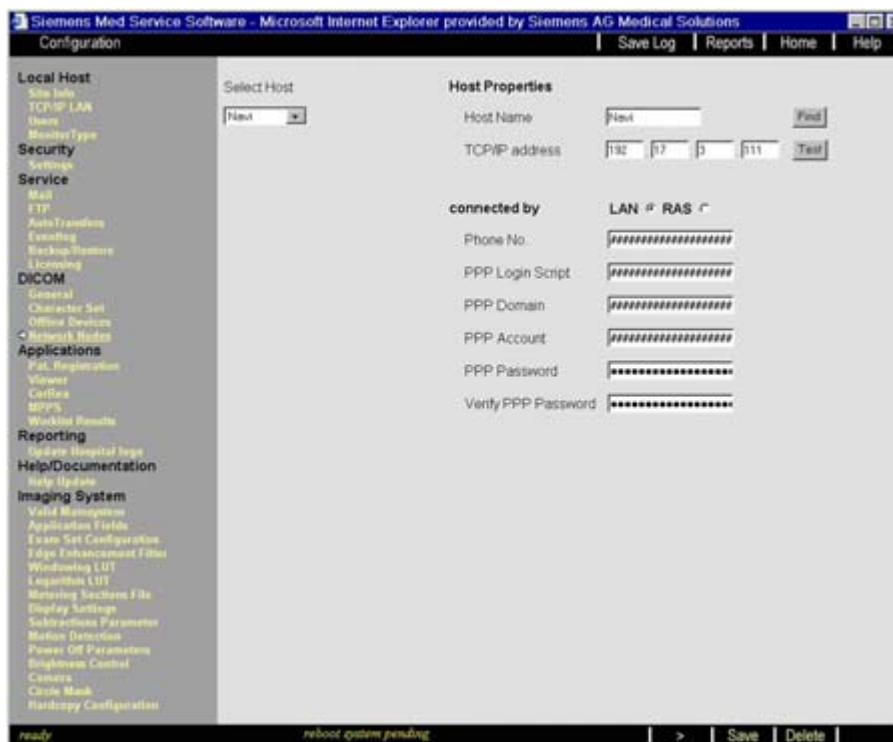 Siemens Med Service Software - Microsoft Internet Explorer provided by Siemens AG Medical Solutions
Configuration
Save Log
Reports
Home
Help
Local Host
Site Info
TCP/IP LAN
Users
MonitorType
Security
Settings
Service
Mail
FTP
AutoTransfers
Eventlog
Backup/Restore
Licensing
DICOM
General
Character Set
Offline Devices
Network Nodes
Applications
Pat. Registration
Viewer
CorRea
MPPS
Worklist Results
Reporting
Update Hospital logo
Help/Documentation
Help Update
Imaging System
Valid Mainsystem
Application Fields
Exam Set Configuration
Edge Enhancement Filter
Windowing LUT
Logarithm LUT
Metering Sections File
Display Settings
Subtractions Parameter
Motion Detection
Power Off Parameters
Brightness Control
Camera
Circle Mask
Hardcopy Configuration
Select Host
Navi
Host Properties
Host Name
Navi
Find
TCP/IP address
192
17
3
111
Test
connected by
LAN
RAS
Phone No.
###################
PPP Login Script
###################
PPP Domain
###################
PPP Account
###################
PPP Password
Verify PPP Password
ready
reboot system pending
>
Save
Delete